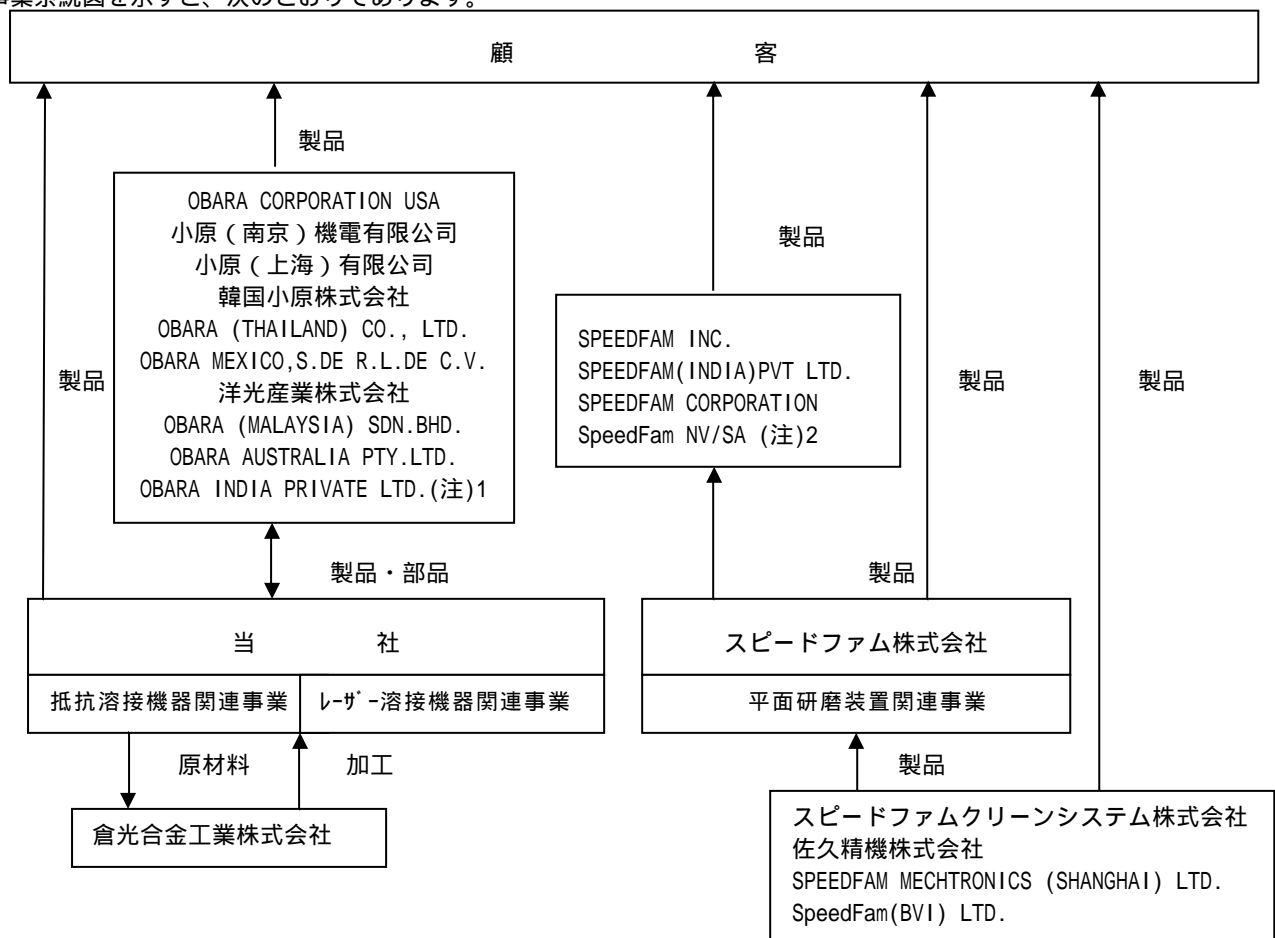 事業系統図を示すと、次のとおりであります。
顧 客
製品
OBARA CORPORATION USA
小原(南京)機電有限公司
小原(上海)有限公司
韓国小原株式会社
OBARA (THAILAND) CO., LTD.
OBARA MEXICO,S.DE R.L.DE C.V.
洋光産業株式会社
OBARA (MALAYSIA) SDN.BHD.
OBARA AUSTRALIA PTY.LTD.
OBARA INDIA PRIVATE LTD.(注)1
製品
製品
SPEEDFAM INC.
SPEEDFAM(INDIA)PVT LTD.
SPEEDFAM CORPORATION
SpeedFam NV/SA (注)2
製品
製品
製品・部品
製品
当 社
抵抗溶接機器関連事業
レーザー溶接機器関連事業
スピードファム株式会社
平面研磨装置関連事業
原材料
加工
製品
倉光合金工業株式会社
スピードファムクリーンシステム株式会社
佐久精機株式会社
SPEEDFAM MECHTRONICS (SHANGHAI) LTD.
SpeedFam(BVI) LTD.